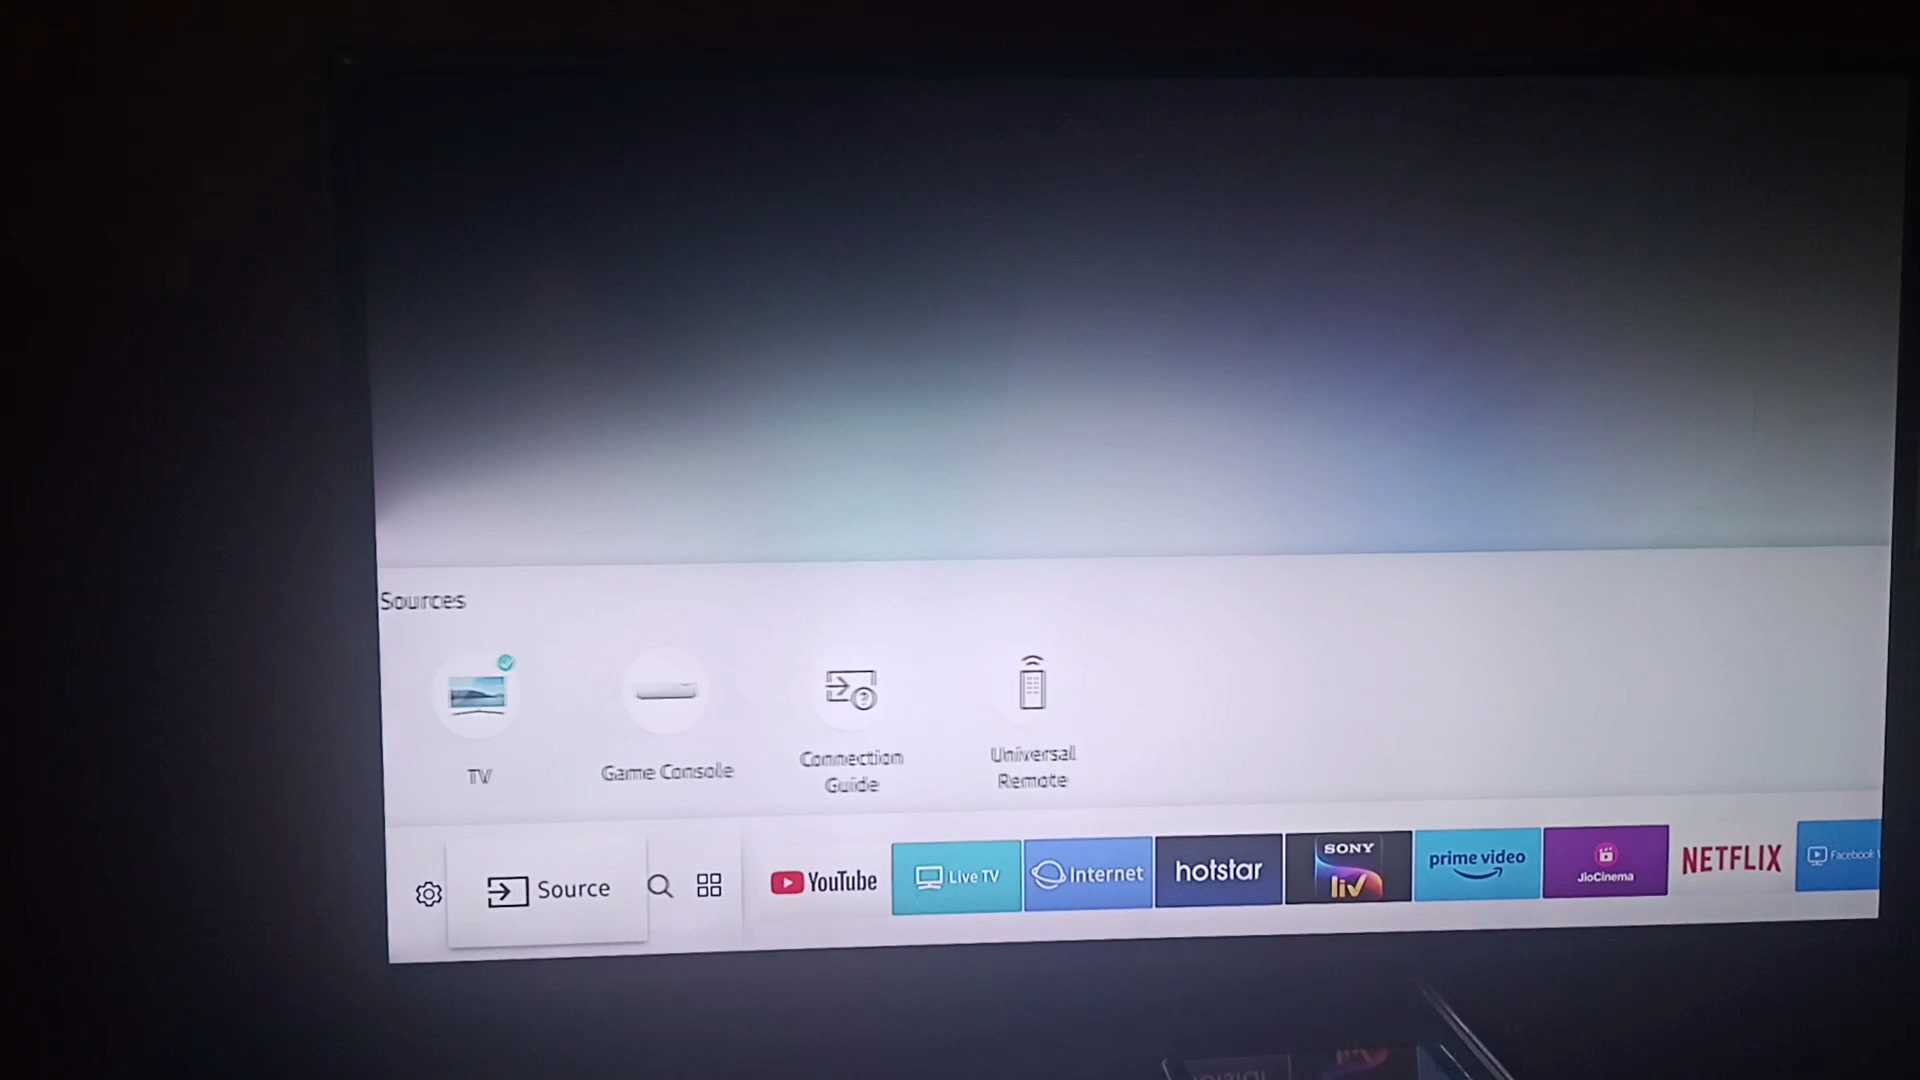 Sources
TV
Game Console
Connection
Guide
Universal
Remote
Source
YouTube
Live TV
Internet
hotstar
SONY
liv
prime video
JioCinema
NETFLIX
Facebook